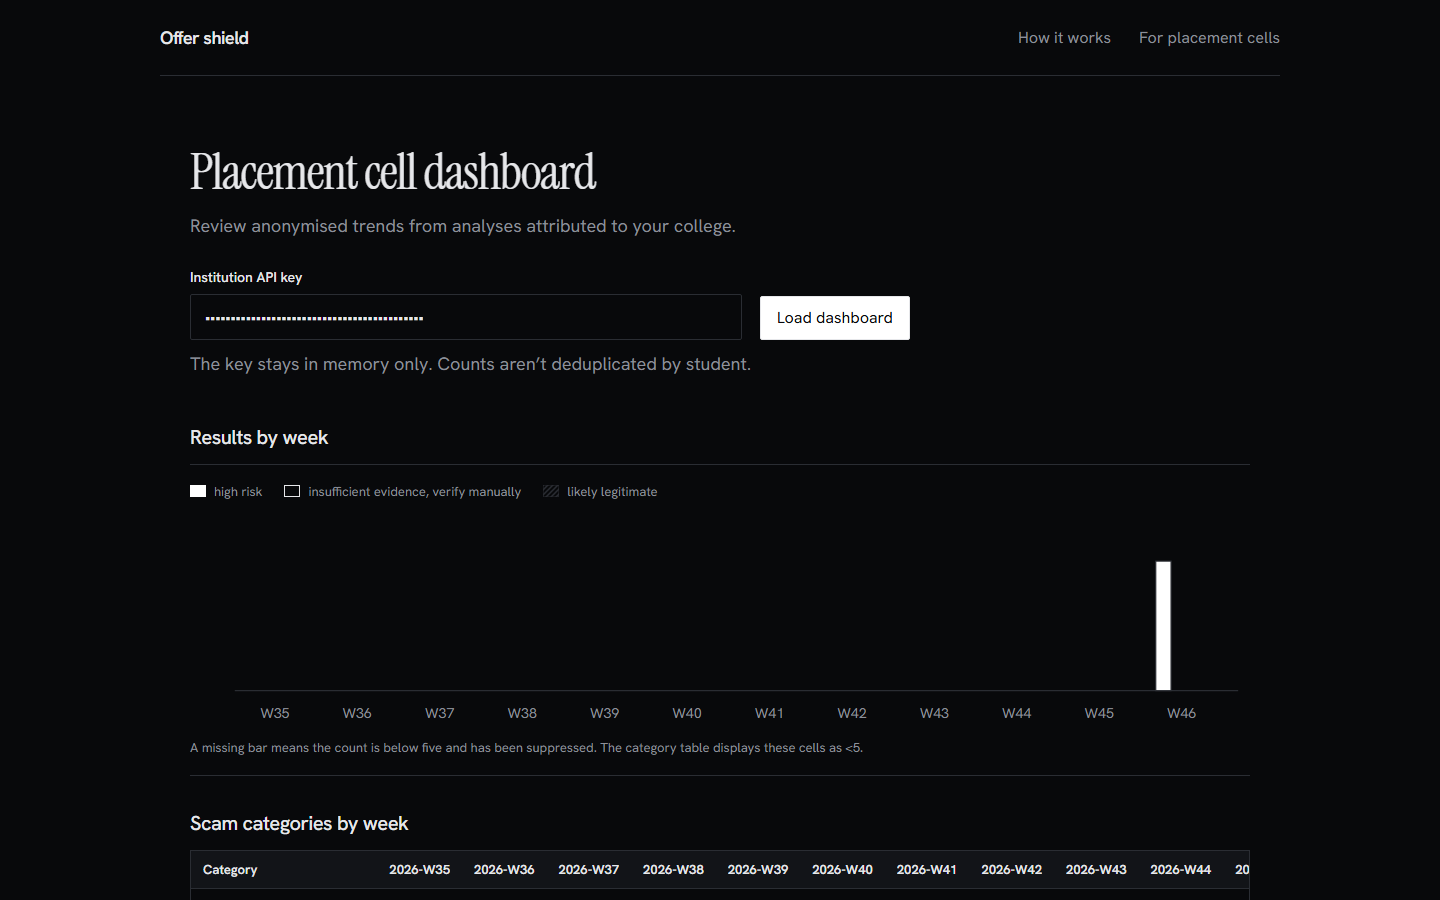 Offer shield
How it works
For placement cells
Placement cell dashboard
Review anonymised trends from analyses attributed to your college.
Institution API key
Load dashboard
The key stays in memory only. Counts aren’t deduplicated by student.
Results by week
high risk
insufficient evidence, verify manually
likely legitimate
W35 W36 W37 W38 W39 W40 W41 W42 W43 W44 W45 W46
A missing bar means the count is below five and has been suppressed. The category table displays these cells as <5.
Scam categories by week
Category 2026-W35 2026-W36 2026-W37 2026-W38 2026-W39 2026-W40 2026-W41 2026-W42 2026-W43 2026-W44 20